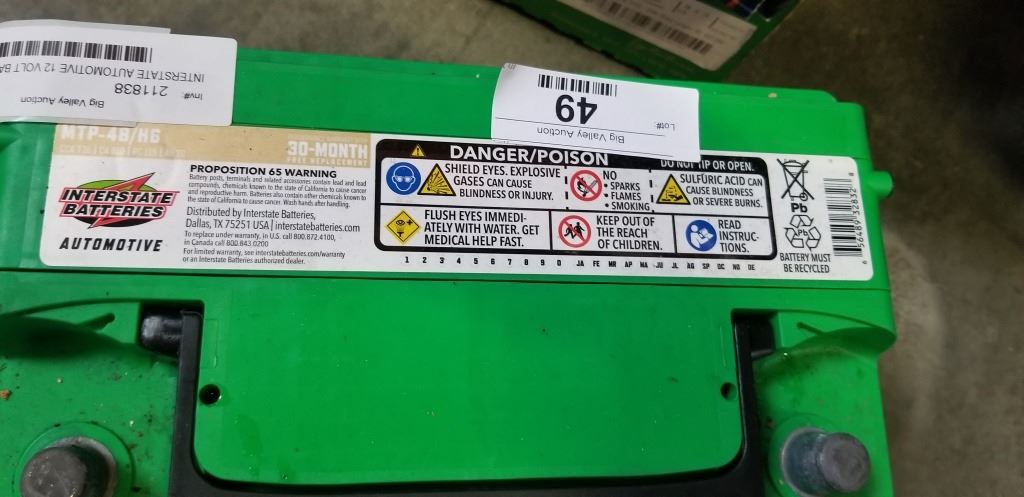 Big Valley Auction
Inv#: 211838
INTERSTATE AUTOMOTIVE 12 VOLT BA
Lot#:
49
Big Valley Auction
MTP-48/H6
30-MONTH
FREE REPLACEMENT
INTERSTATE
BATTERIES
AUTOMOTIVE
PROPOSITION 65 WARNING
Battery posts, terminals and related accessories contain lead and lead
compounds, chemicals known to the state of California to cause cancer
and reproductive harm. Batteries also contain other chemicals known to
the state of California to cause cancer. Wash hands after handling.
Distributed by Interstate Batteries,
Dallas, TX 75251 USA | interstatebatteries.com
To replace under warranty, in U.S. call 800.872.4100,
in Canada call 800.843.0200
For limited warranty, see interstatebatteries.com/warranty
or an Interstate Batteries authorized dealer.
DANGER/POISON
DO NOT TIP OR OPEN.
SHIELD EYES. EXPLOSIVE
GASES CAN CAUSE
BLINDNESS OR INJURY.
NO
• SPARKS
• FLAMES
• SMOKING
SULFURIC ACID CAN
CAUSE BLINDNESS
OR SEVERE BURNS.
FLUSH EYES IMMEDI-
ATELY WITH WATER. GET
MEDICAL HELP FAST.
KEEP OUT OF
THE REACH
OF CHILDREN.
READ
INSTRUC-
TIONS.
1 2 3 4 5 6 7 8 9 0 JA FE MR AP MA JU JL AG SP OC NO DE
Pb
Pb
BATTERY MUST
BE RECYCLED
6 56489 32832